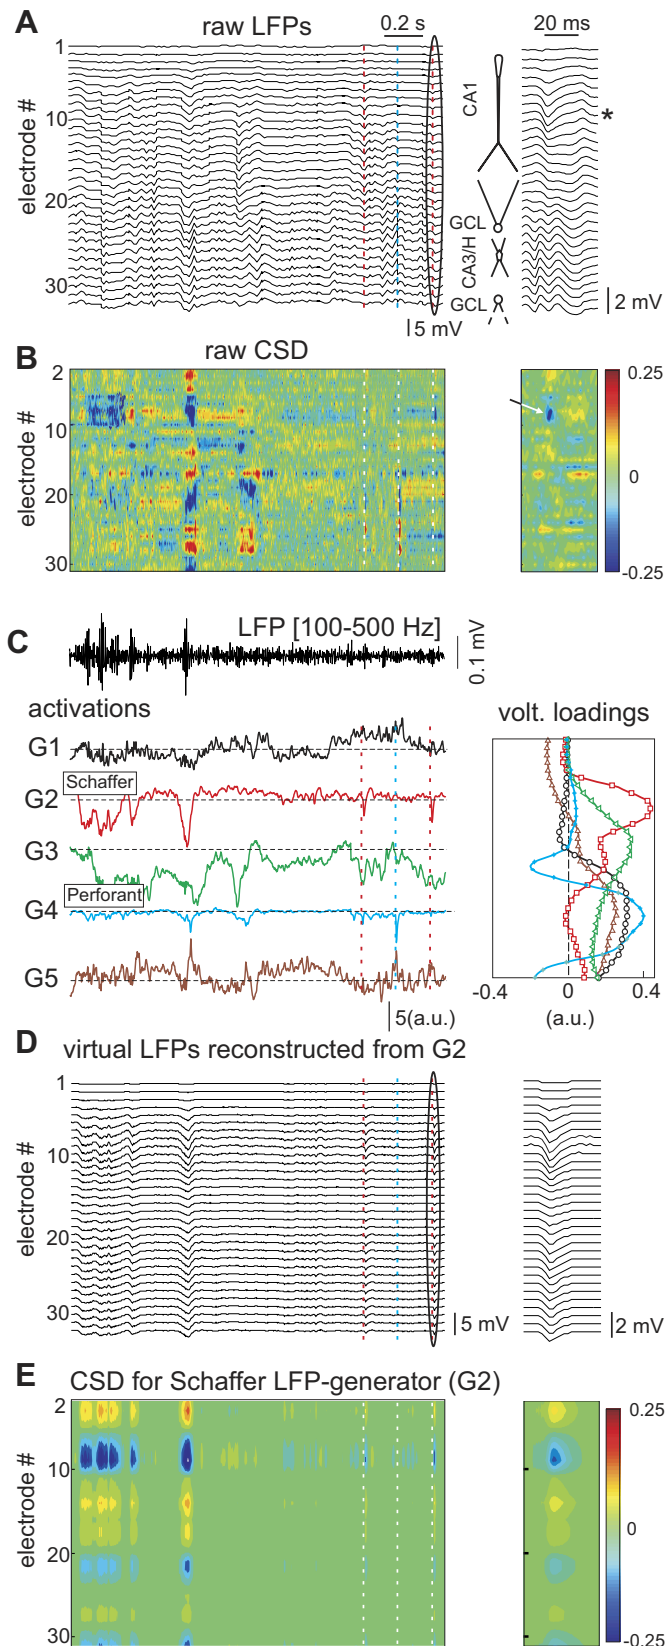 A
raw LFPs
0.2 s
20 ms
1
10
20
30
electrode #
CA1
GCL
CA3/H
GCL
*
5 mV
2 mV
B
raw CSD
2
10
20
30
electrode #
0.25
0
-0.25
C
LFP [100-500 Hz]
0.1 mV
activations
volt. loadings
G1
Schaffer
G2
G3
Perforant
G4
G5
5(a.u.)
-0.4
0
0.4
(a.u.)
D
virtual LFPs reconstructed from G2
1
10
20
30
electrode #
5 mV
2 mV
E
CSD for Schaffer LFP-generator (G2)
2
10
20
30
electrode #
0.25
0
-0.25